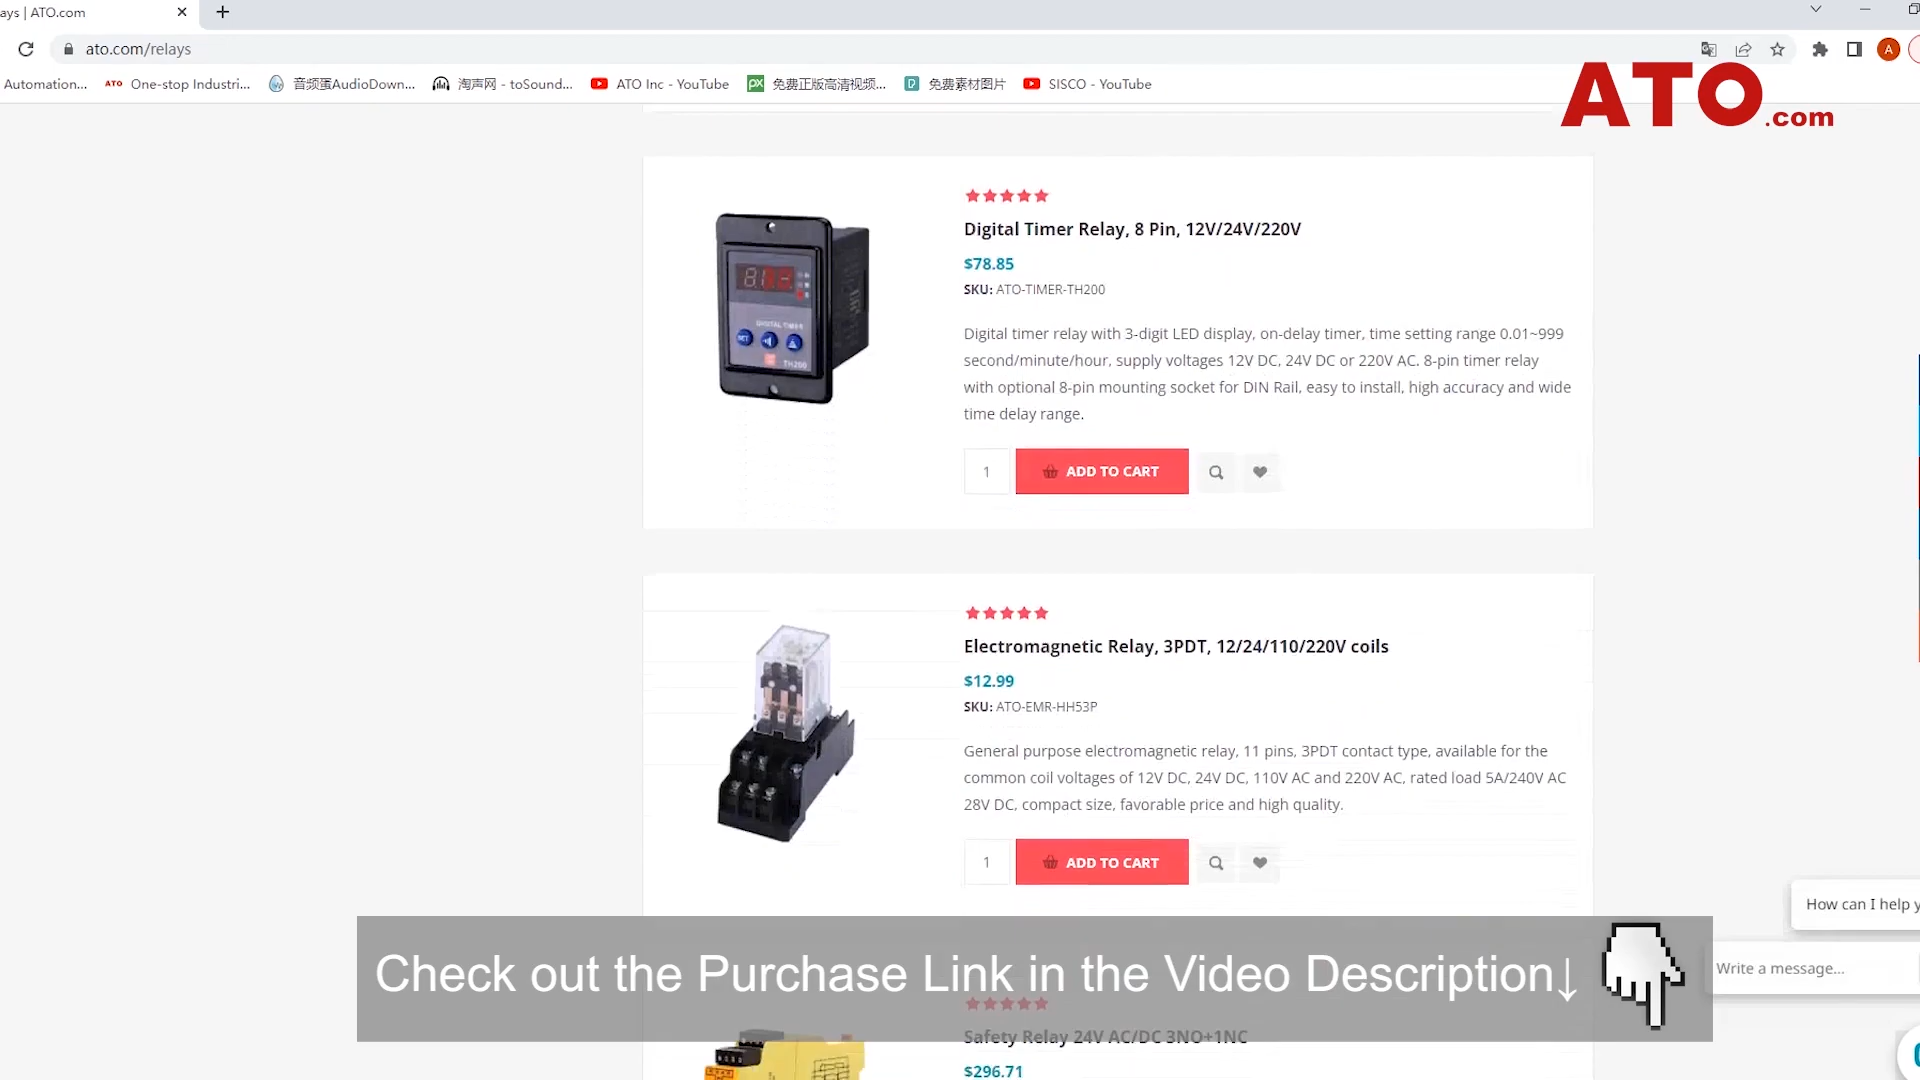 ays | ATO.com
ato.com/relays
Automation...
ATO One-stop Industri...
音频蛋AudioDown...
淘声网 - toSound...
ATO Inc - YouTube
px 免费正版高清视频...
D 免费素材图片
SISCO - YouTube
A
ATO.com
Digital Timer Relay, 8 Pin, 12V/24V/220V
$78.85
SKU: ATO-TIMER-TH200
Digital timer relay with 3-digit LED display, on-delay timer, time setting range 0.01~999
second/minute/hour, supply voltages 12V DC, 24V DC or 220V AC. 8-pin timer relay
with optional 8-pin mounting socket for DIN Rail, easy to install, high accuracy and wide
time delay range.
1
ADD TO CART
DIGITAL TIMER
SET
TH200
Electromagnetic Relay, 3PDT, 12/24/110/220V coils
$12.99
SKU: ATO-EMR-HH53P
General purpose electromagnetic relay, 11 pins, 3PDT contact type, available for the
common coil voltages of 12V DC, 24V DC, 110V AC and 220V AC, rated load 5A/240V AC
28V DC, compact size, favorable price and high quality.
1
ADD TO CART
How can I help y
Write a message...
Check out the Purchase Link in the Video Description↓
Safety Relay 24V AC/DC 3NO+1NC
$296.71